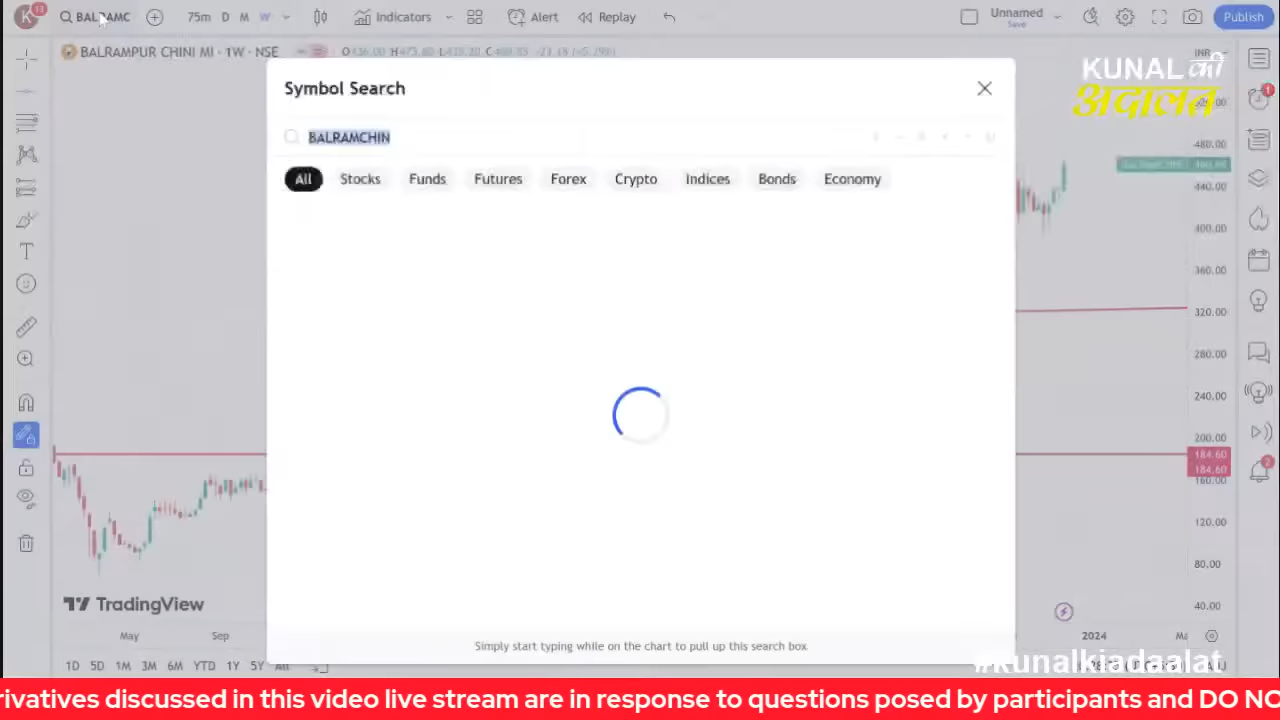 K 13 BALRAMC 75m D M W Indicators Alert Replay Unnamed Save Publish
BALRAMPUR CHINI MI · 1W · NSE
INR
KUNAL की
अदालत
Symbol Search
BALRAMCHIN
All Stocks Funds Futures Forex Crypto Indices Bonds Economy
480.00
440.00
400.00
360.00
320.00
280.00
240.00
200.00
184.60
184.60
160.00
120.00
80.00
40.00
TradingView
May Sep 2024
Simply start typing while on the chart to pull up this search box
1D 5D 1M 3M 6M YTD 1Y 5Y All
#kunalkiadaalat
rivatives discussed in this video live stream are in response to questions posed by participants and DO NO